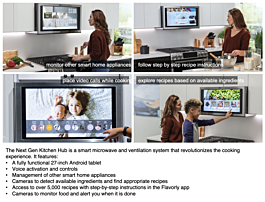 monitor other smart home appliances
follow step by step recipe instructions
place video calls while cooking
explore recipes based on available ingredients
The Next Gen Kitchen Hub is a smart microwave and ventilation system that revolutionizes the cooking
experience. It features:
• A fully functional 27-inch Android tablet
• Voice activation and controls
• Management of other smart home appliances
• Cameras to detect available ingredients and find appropriate recipes
• Access to over 5,000 recipes with step-by-step instructions in the Flavorly app
• Cameras to monitor food and alert you when it is done